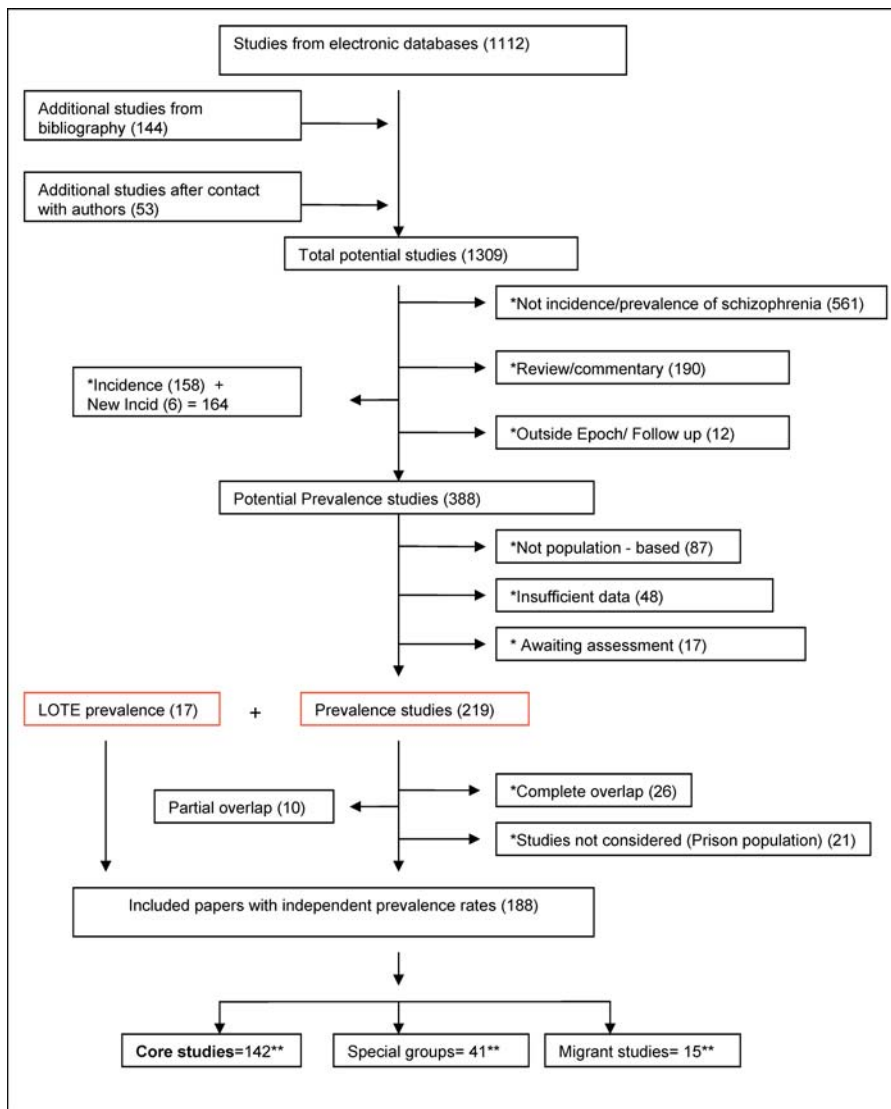 Studies from electronic databases (1112)
Additional studies from
bibliography (144)
Additional studies after contact
with authors (53)
Total potential studies (1309)
*Not incidence/prevalence of schizophrenia (561)
*Review/commentary (190)
*Incidence (158)  +
New Incid (6) = 164
*Outside Epoch/ Follow up (12)
Potential Prevalence studies (388)
*Not population - based (87)
*Insufficient data (48)
* Awaiting assessment (17)
LOTE prevalence (17) + Prevalence studies (219)
*Complete overlap (26)
Partial overlap (10)
*Studies not considered (Prison population) (21)
Included papers with independent prevalence rates (188)
Core studies=142** Special groups= 41** Migrant studies= 15**